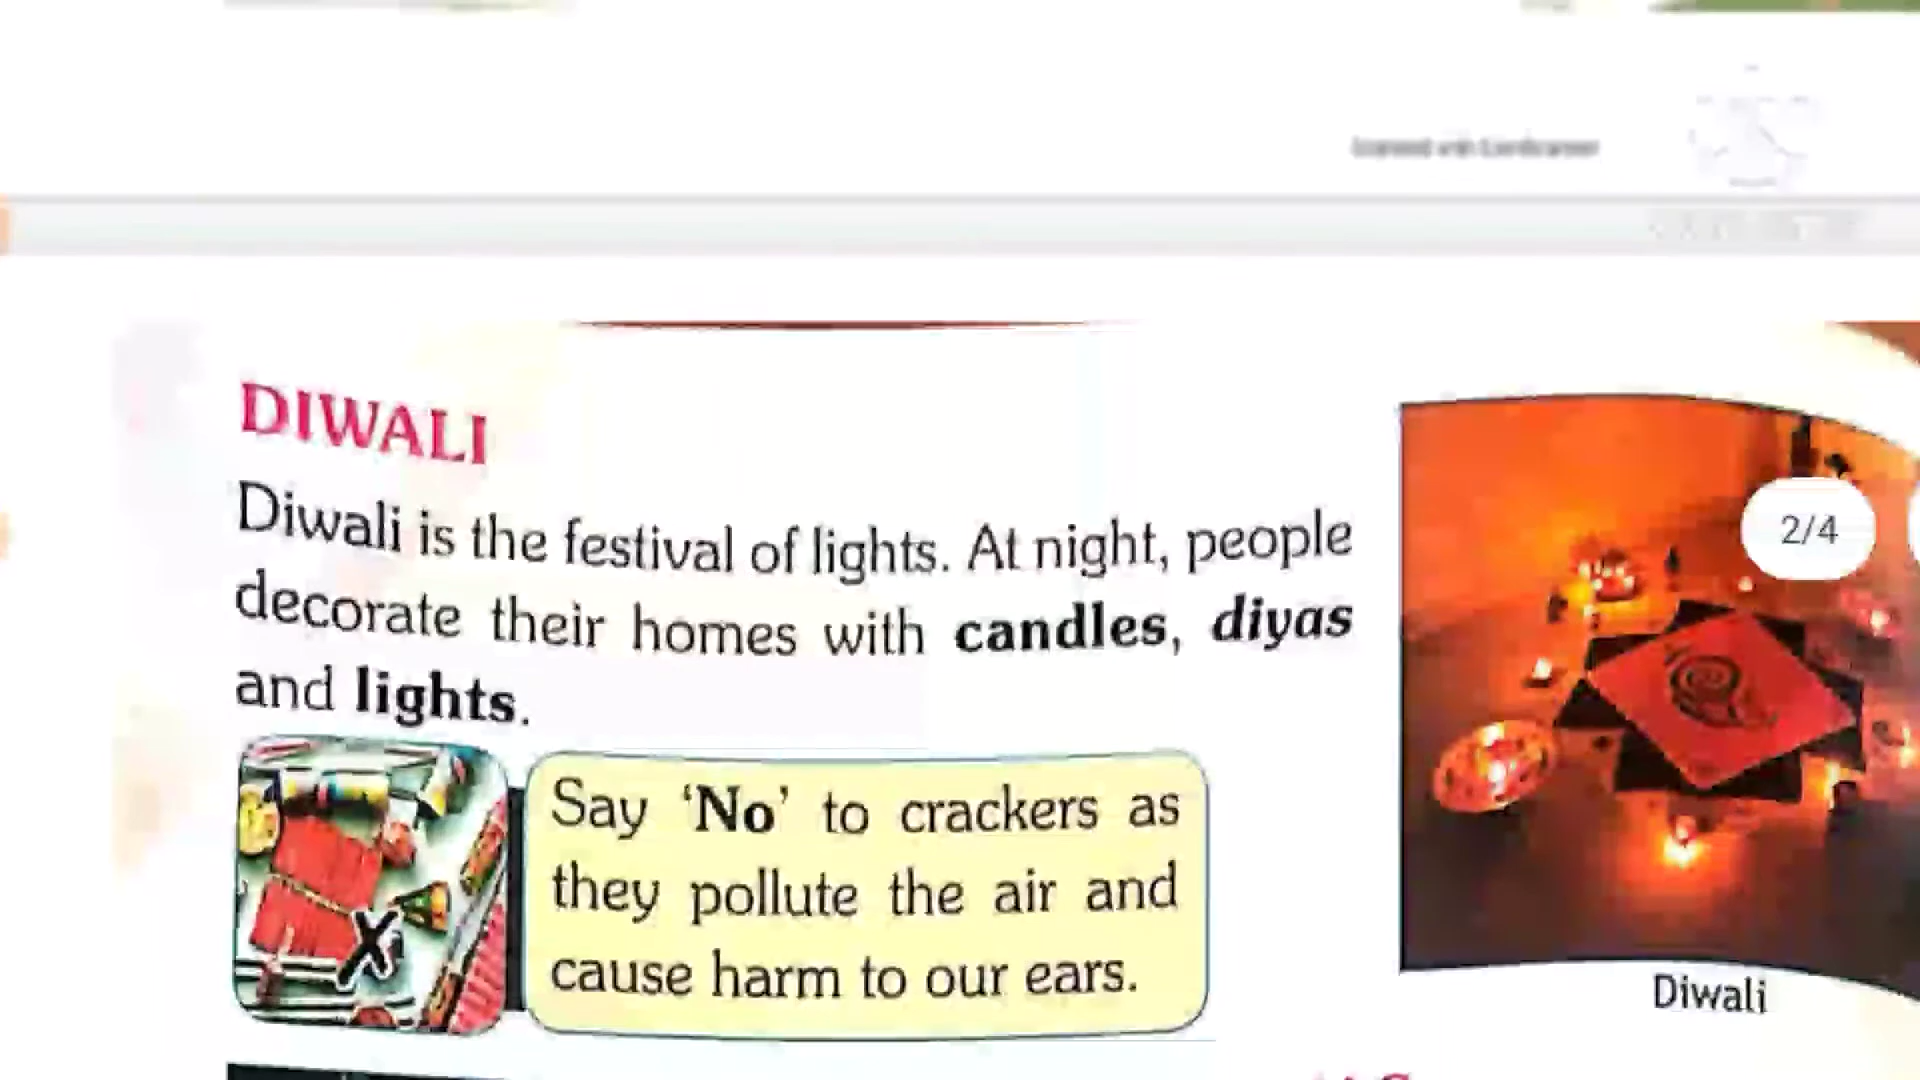 DIWALI
Diwali is the festival of lights. At night, people
decorate their homes with candles, diyas
and lights.
Say ‘No’ to crackers as
they pollute the air and
cause harm to our ears.
2/4
Diwali